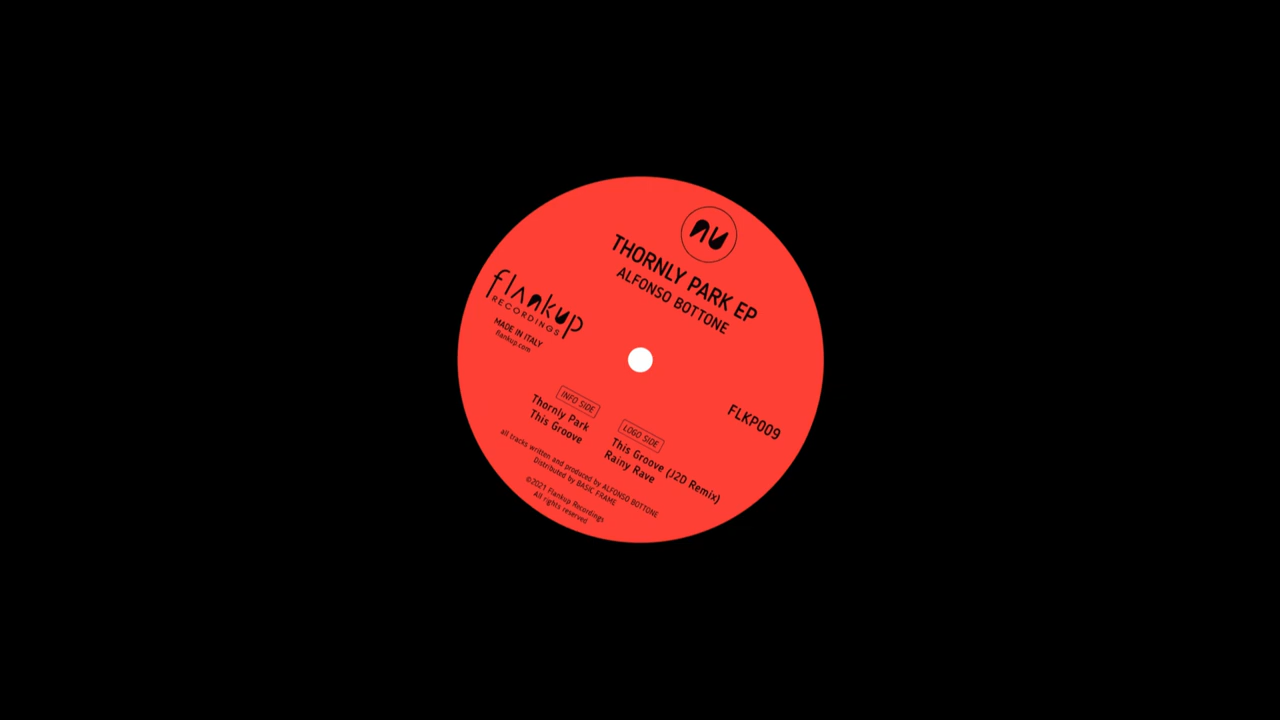 nu
THORNLY PARK EP
ALFONSO BOTTONE
flankup
RECORDINGS
MADE IN ITALY
flankup.com
FLKP009
INFO SIDE
Thornly Park
This Groove
LOGO SIDE
This Groove (J2D Remix)
Rainy Rave
all tracks written and produced by ALFONSO BOTTONE
Distributed by BASIC FRAME
©2021 Flankup Recordings
All rights reserved